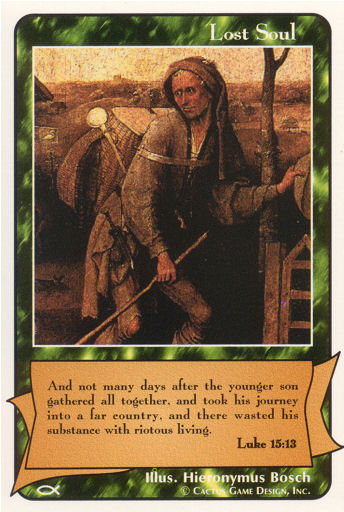 Lost Soul
And not many days after the younger son
gathered all together, and took his journey
into a far country, and there wasted his
substance with riotous living.
Luke 15:13
Illus. Hieronymus Bosch
© Cactus Game Design, Inc.